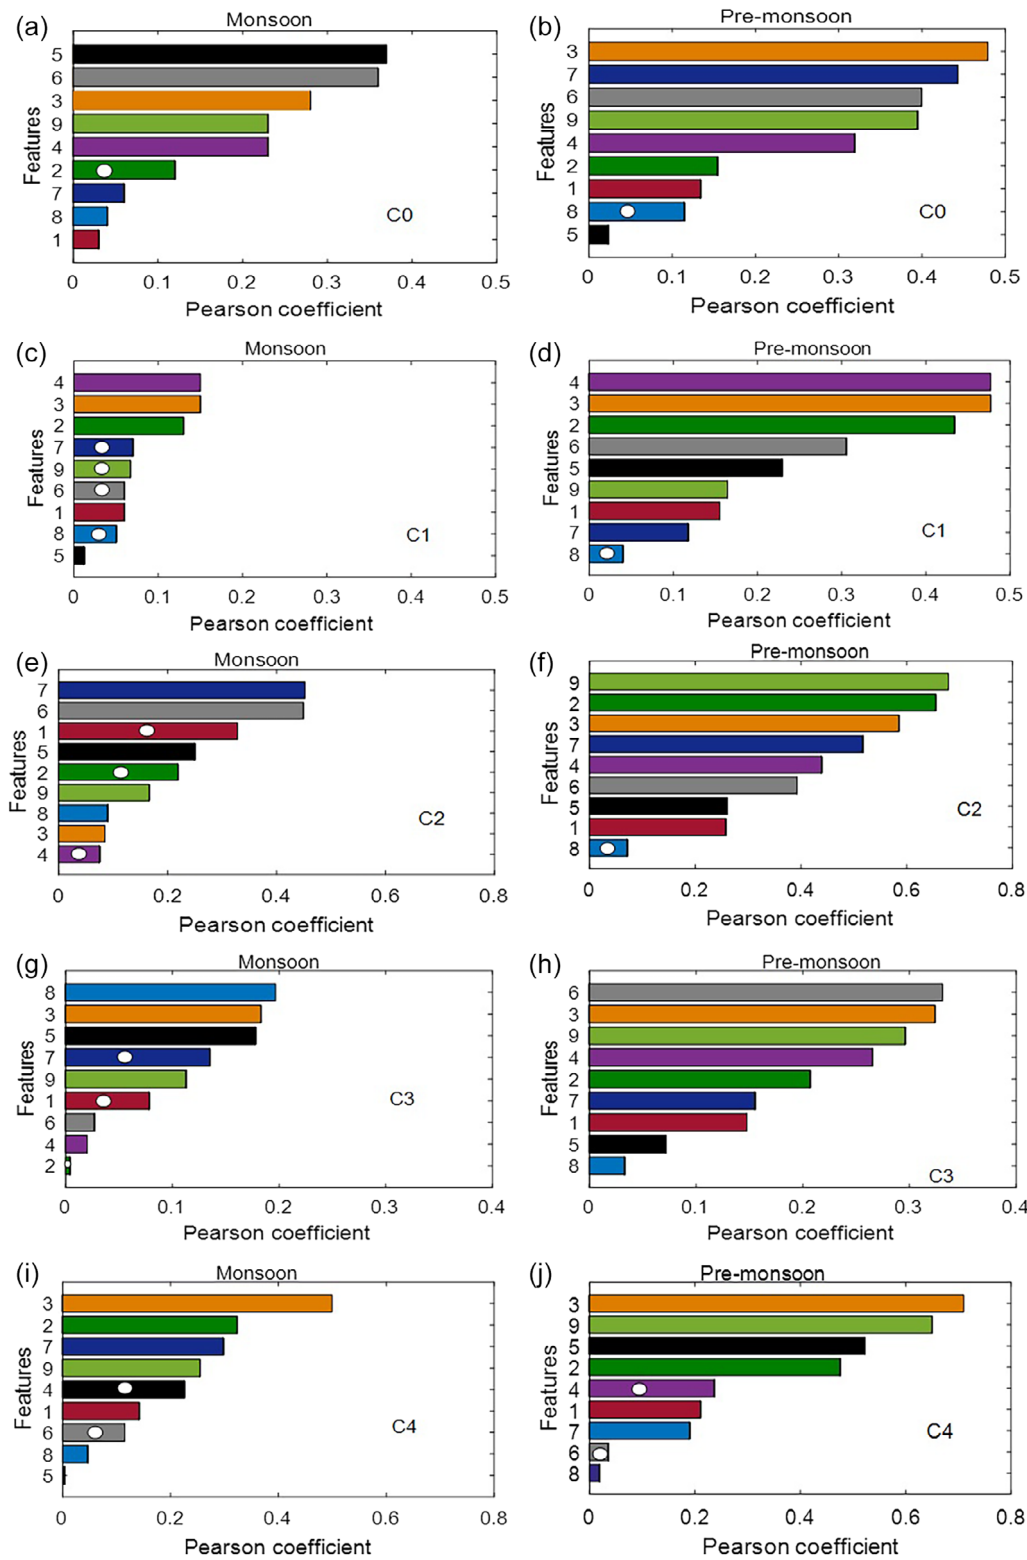 (a) Monsoon
Features
5
6
3
9
4
2
7
8
1
C0
0 0.1 0.2 0.3 0.4 0.5
Pearson coefficient
(b) Pre-monsoon
Features
3
7
6
9
4
2
1
8
5
C0
0 0.1 0.2 0.3 0.4 0.5
Pearson coefficient
(c) Monsoon
Features
4
3
2
7
9
6
1
8
5
C1
0 0.1 0.2 0.3 0.4 0.5
Pearson coefficient
(d) Pre-monsoon
Features
4
3
2
6
5
9
1
7
8
C1
0 0.1 0.2 0.3 0.4 0.5
Pearson coefficient
(e) Monsoon
Features
7
6
1
5
2
9
8
3
4
C2
0 0.2 0.4 0.6 0.8
Pearson coefficient
(f) Pre-monsoon
Features
9
2
3
7
4
6
5
1
8
C2
0 0.2 0.4 0.6 0.8
Pearson coefficient
(g) Monsoon
Features
8
3
5
7
9
1
6
4
2
C3
0 0.1 0.2 0.3 0.4
Pearson coefficient
(h) Pre-monsoon
Features
6
3
9
4
2
7
1
5
8
C3
0 0.1 0.2 0.3 0.4
Pearson coefficient
(i) Monsoon
Features
3
2
7
9
4
1
6
8
5
C4
0 0.2 0.4 0.6 0.8
Pearson coefficient
(j) Pre-monsoon
Features
3
9
5
2
4
1
7
6
8
C4
0 0.2 0.4 0.6 0.8
Pearson coefficient